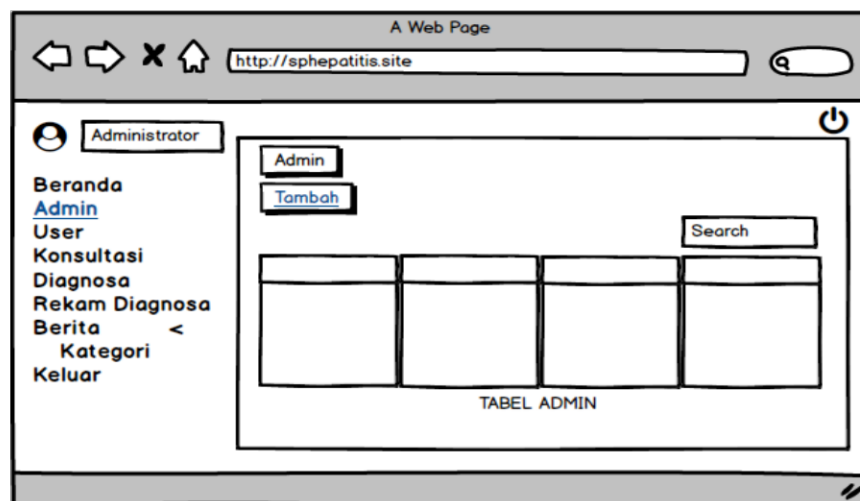 A Web Page
http://sphepatitis.site
Administrator
Beranda
Admin
User
Konsultasi
Diagnosa
Rekam Diagnosa
Berita <
Kategori
Keluar
Admin
Tambah
Search
TABEL ADMIN